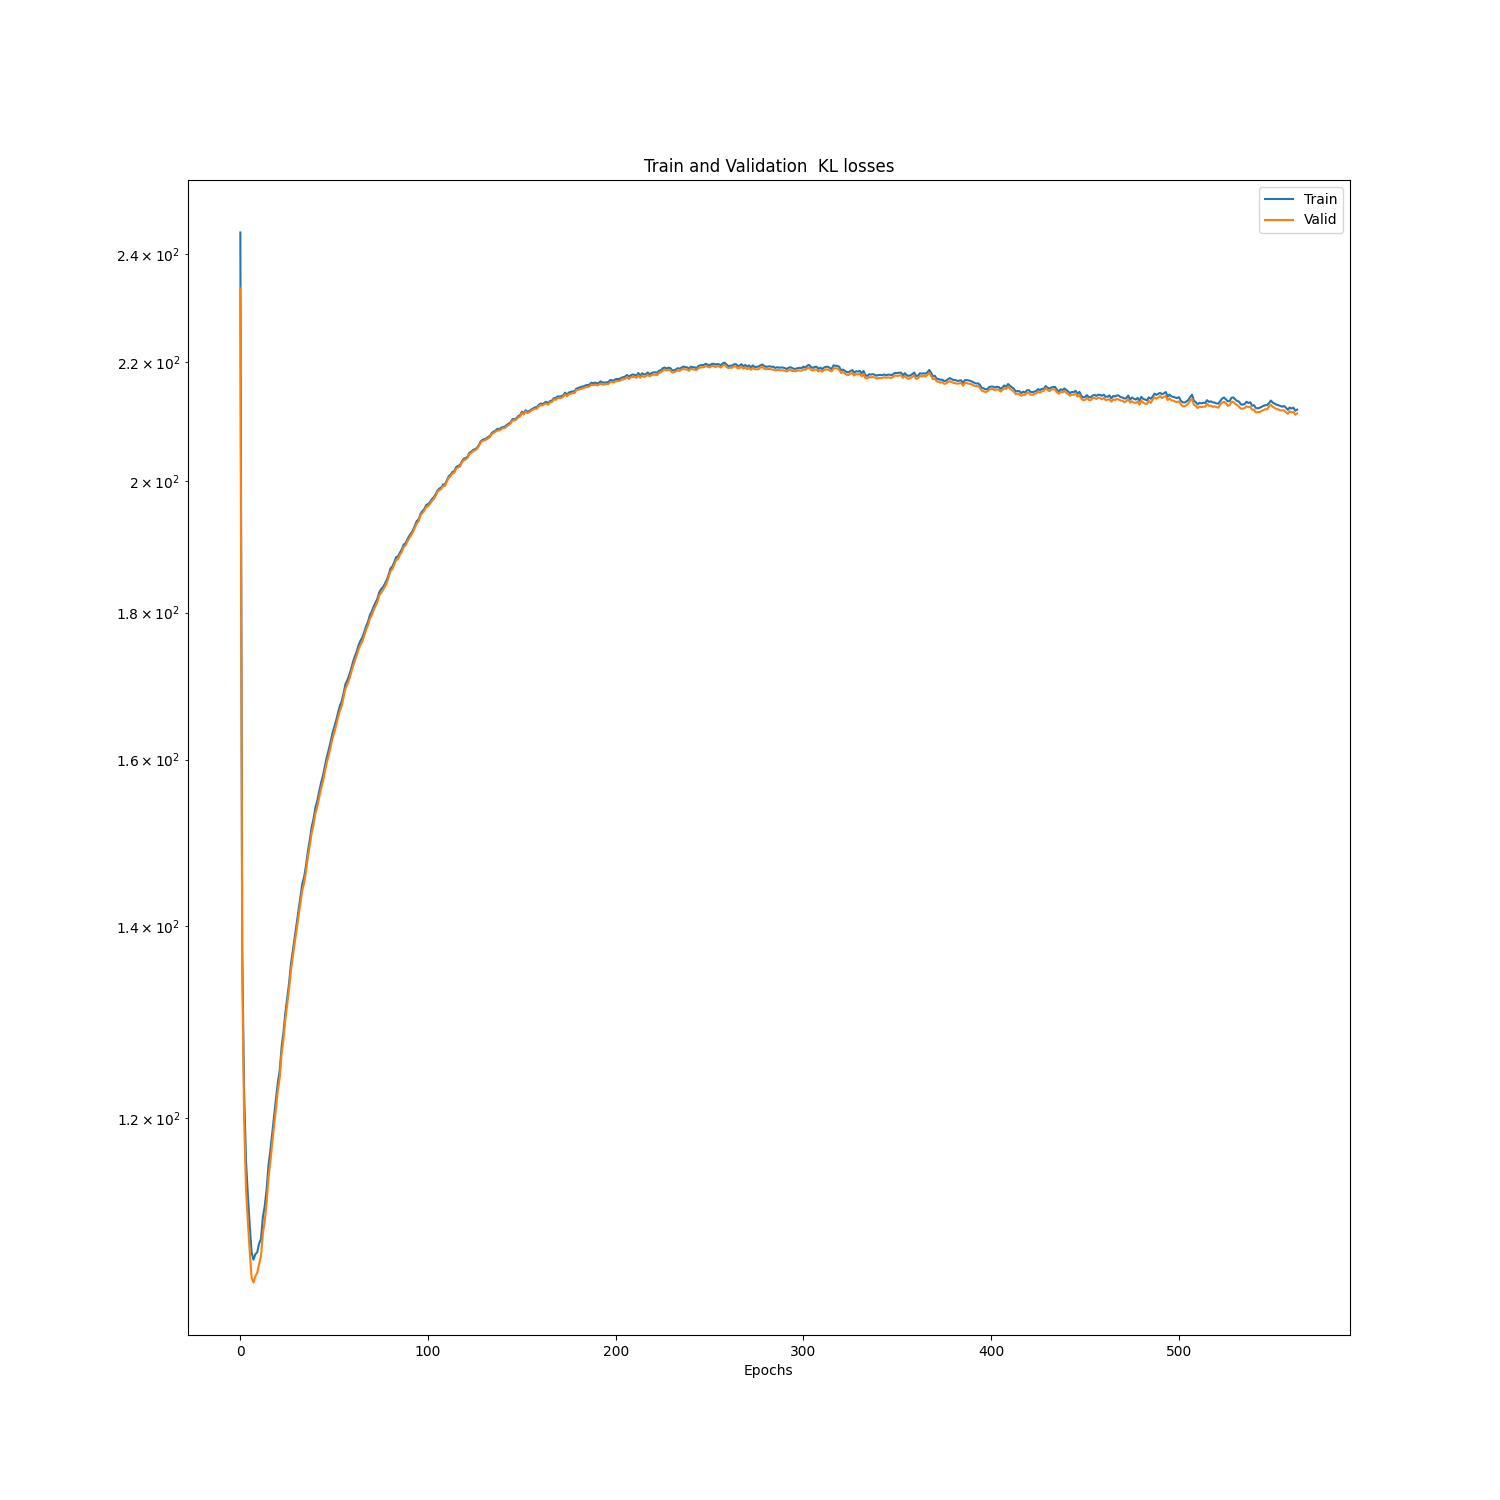 Train and Validation  KL losses
Train
Valid
2.4 × 10²
2.2 × 10²
2 × 10²
1.8 × 10²
1.6 × 10²
1.4 × 10²
1.2 × 10²
0 100 200 300 400 500
Epochs